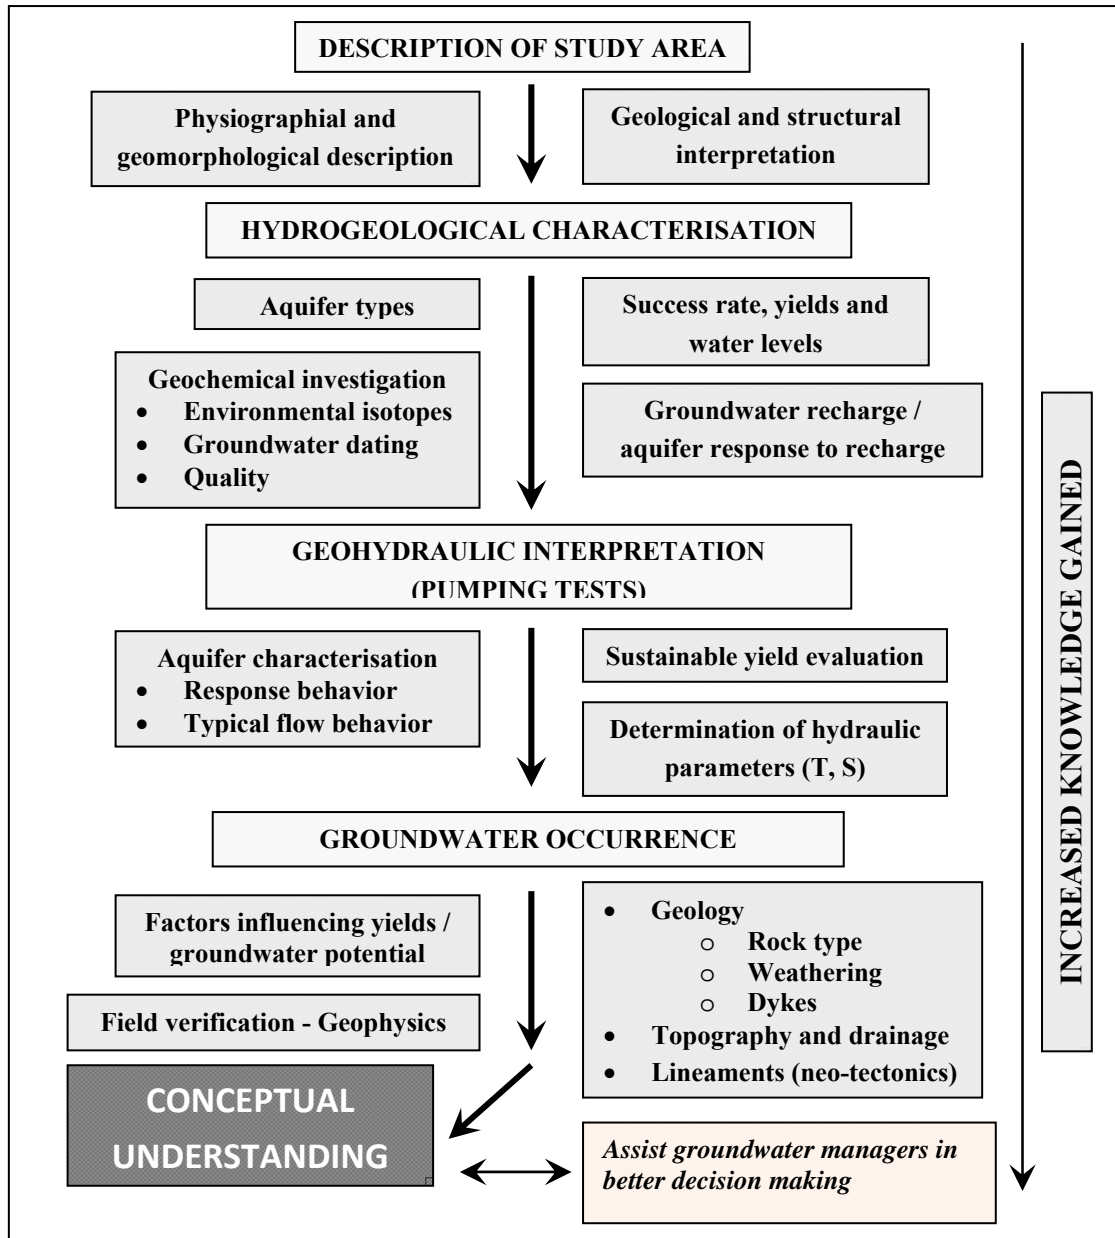 DESCRIPTION OF STUDY AREA
Physiographial and
geomorphological description
Geological and structural
interpretation
HYDROGEOLOGICAL CHARACTERISATION
Aquifer types
Success rate, yields and
water levels
Geochemical investigation
• Environmental isotopes
• Groundwater dating
• Quality
Groundwater recharge /
aquifer response to recharge
GEOHYDRAULIC INTERPRETATION
(PUMPING TESTS)
Aquifer characterisation
• Response behavior
• Typical flow behavior
Sustainable yield evaluation
Determination of hydraulic
parameters (T, S)
GROUNDWATER OCCURRENCE
Factors influencing yields /
groundwater potential
Field verification - Geophysics
• Geology
o Rock type
o Weathering
o Dykes
• Topography and drainage
• Lineaments (neo-tectonics)
CONCEPTUAL
UNDERSTANDING
Assist groundwater managers in
better decision making
INCREASED KNOWLEDGE GAINED